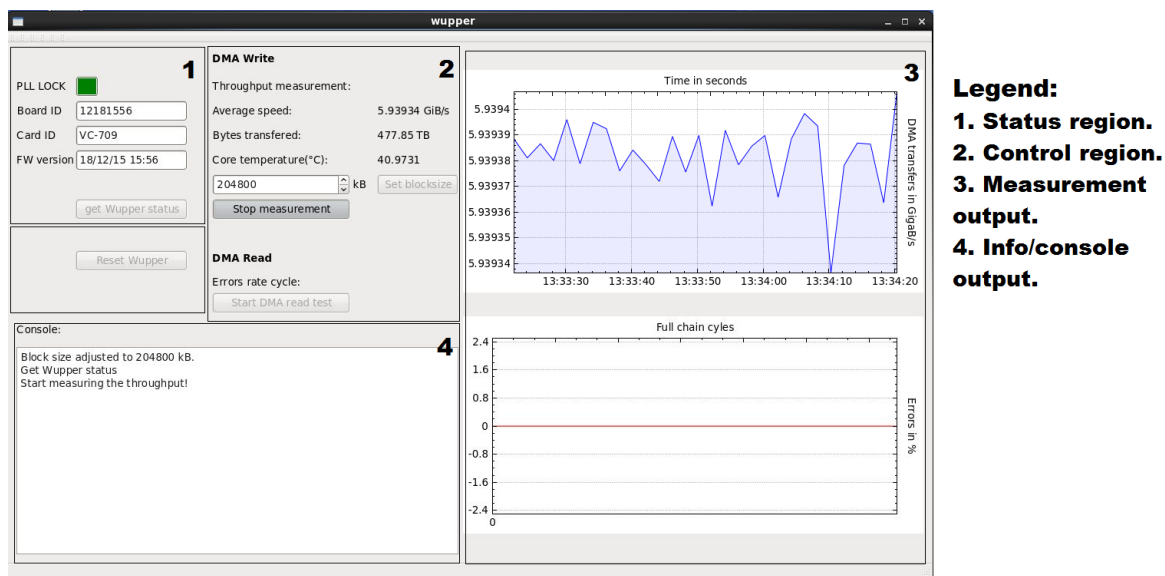 wupper
1
PLL LOCK
Board ID 12181556
Card ID VC-709
FW version 18/12/15 15:56
get Wupper status
Reset Wupper
2
DMA Write
Throughput measurement:
Average speed: 5.93934 GiB/s
Bytes transfered: 477.85 TB
Core temperature(°C): 40.9731
204800 kB Set blocksize
Stop measurement
DMA Read
Errors rate cycle:
Start DMA read test
3
Time in seconds
5.9394
5.93939
5.93938
5.93937
5.93936
5.93935
5.93934
13:33:30 13:33:40 13:33:50 13:34:00 13:34:10 13:34:20
DMA transfers in GigaB/s
Full chain cyles
2.4
1.6
0.8
0
-0.8
-1.6
-2.4
0
Errors in %
Console:
4
Block size adjusted to 204800 kB.
Get Wupper status
Start measuring the throughput!
Legend:
1. Status region.
2. Control region.
3. Measurement
output.
4. Info/console
output.